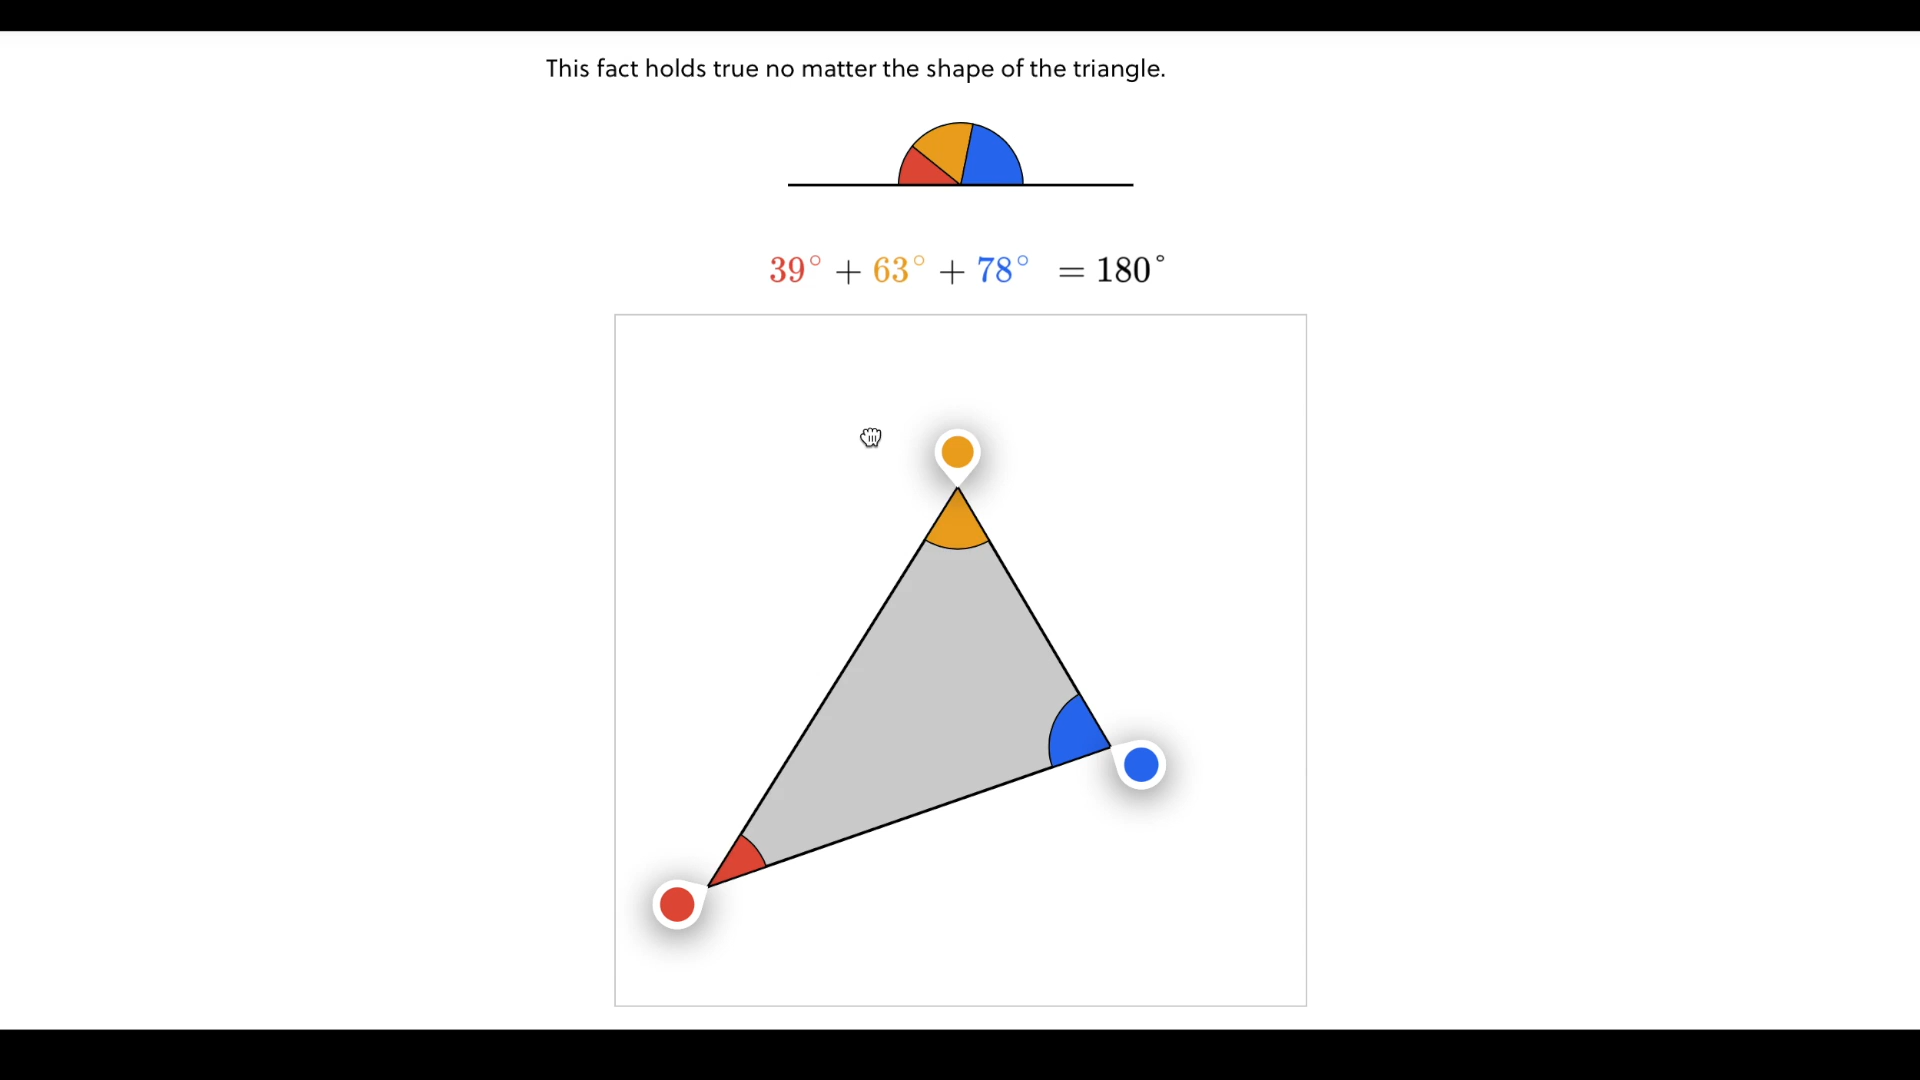 This fact holds true no matter the shape of the triangle.
39° + 63° + 78° = 180°